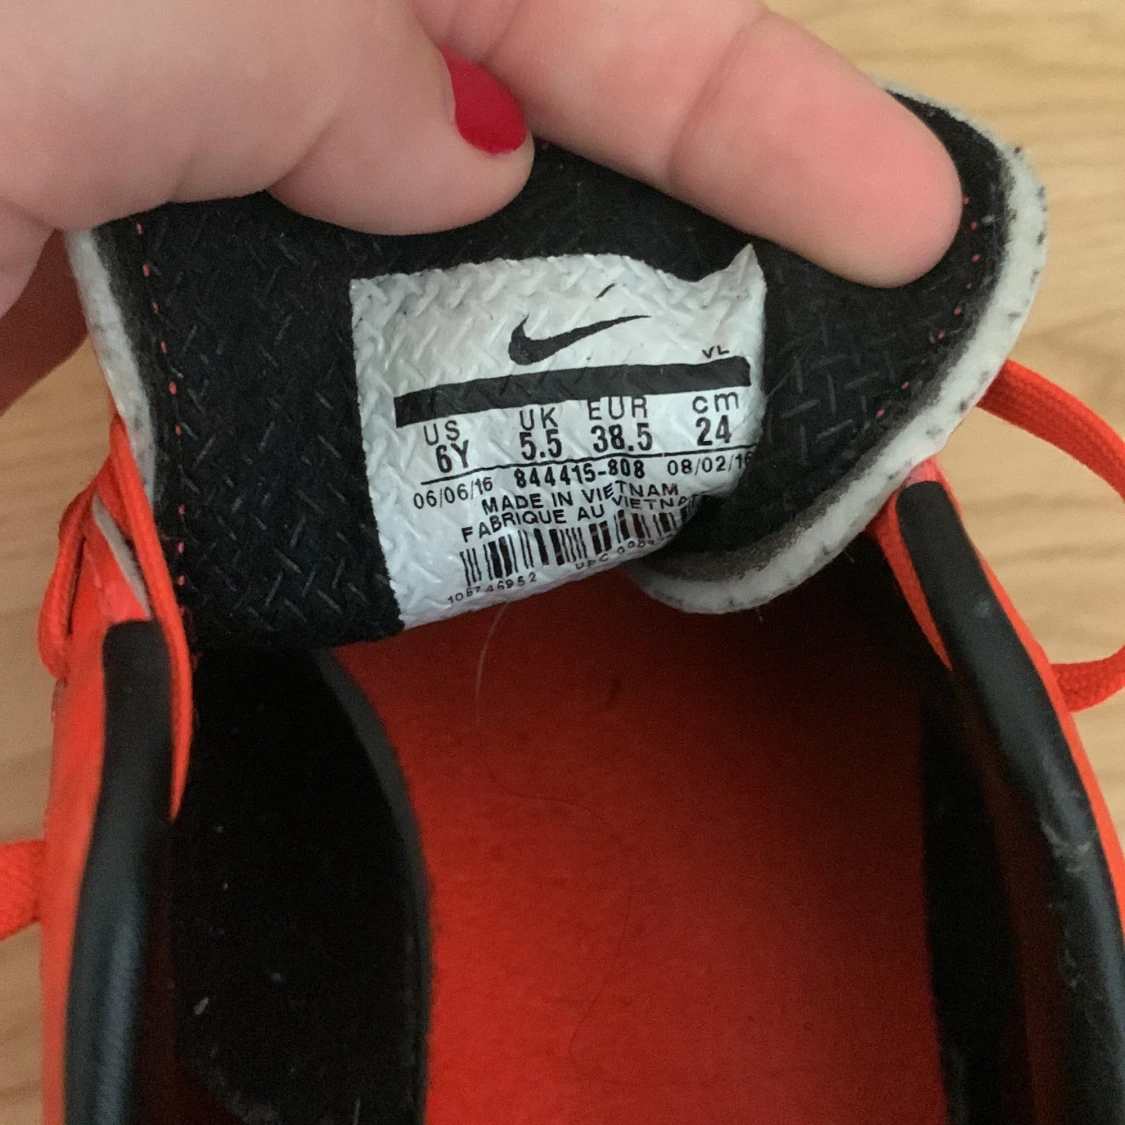 VL
US UK EUR cm
6Y 5.5 38.5 24
06/06/16 844415-808 08/02/16
MADE IN VIETNAM
FABRIQUE AU
UPC